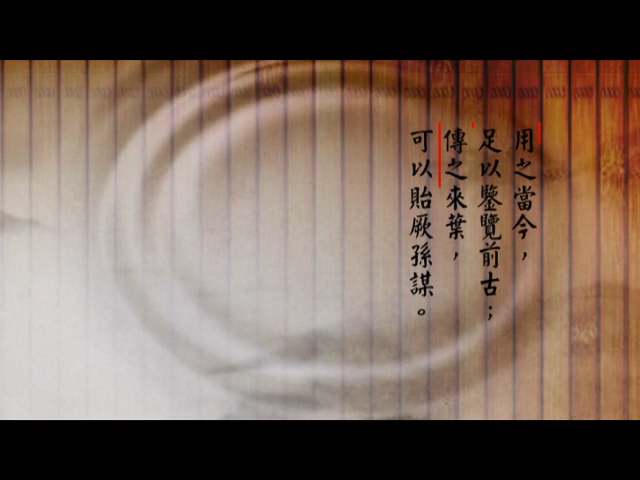 用之當今，
足以鑒覽前古；
傳之來葉，
可以貽厥孫謀。